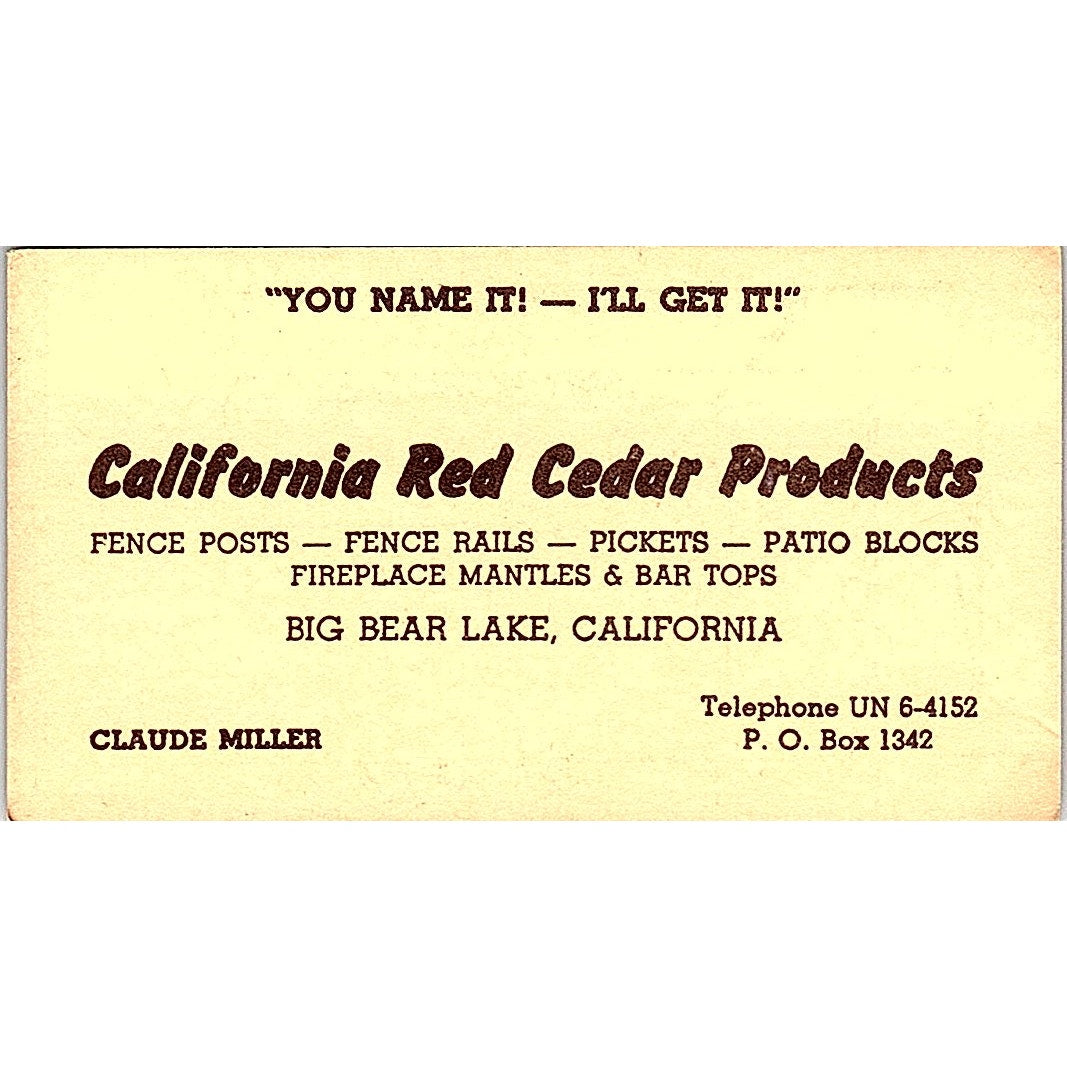 "YOU NAME IT! — I'LL GET IT!"
California Red Cedar Products
FENCE POSTS — FENCE RAILS — PICKETS — PATIO BLOCKS
FIREPLACE MANTLES & BAR TOPS
BIG BEAR LAKE, CALIFORNIA
Telephone UN 6-4152
CLAUDE MILLER P. O. Box 1342